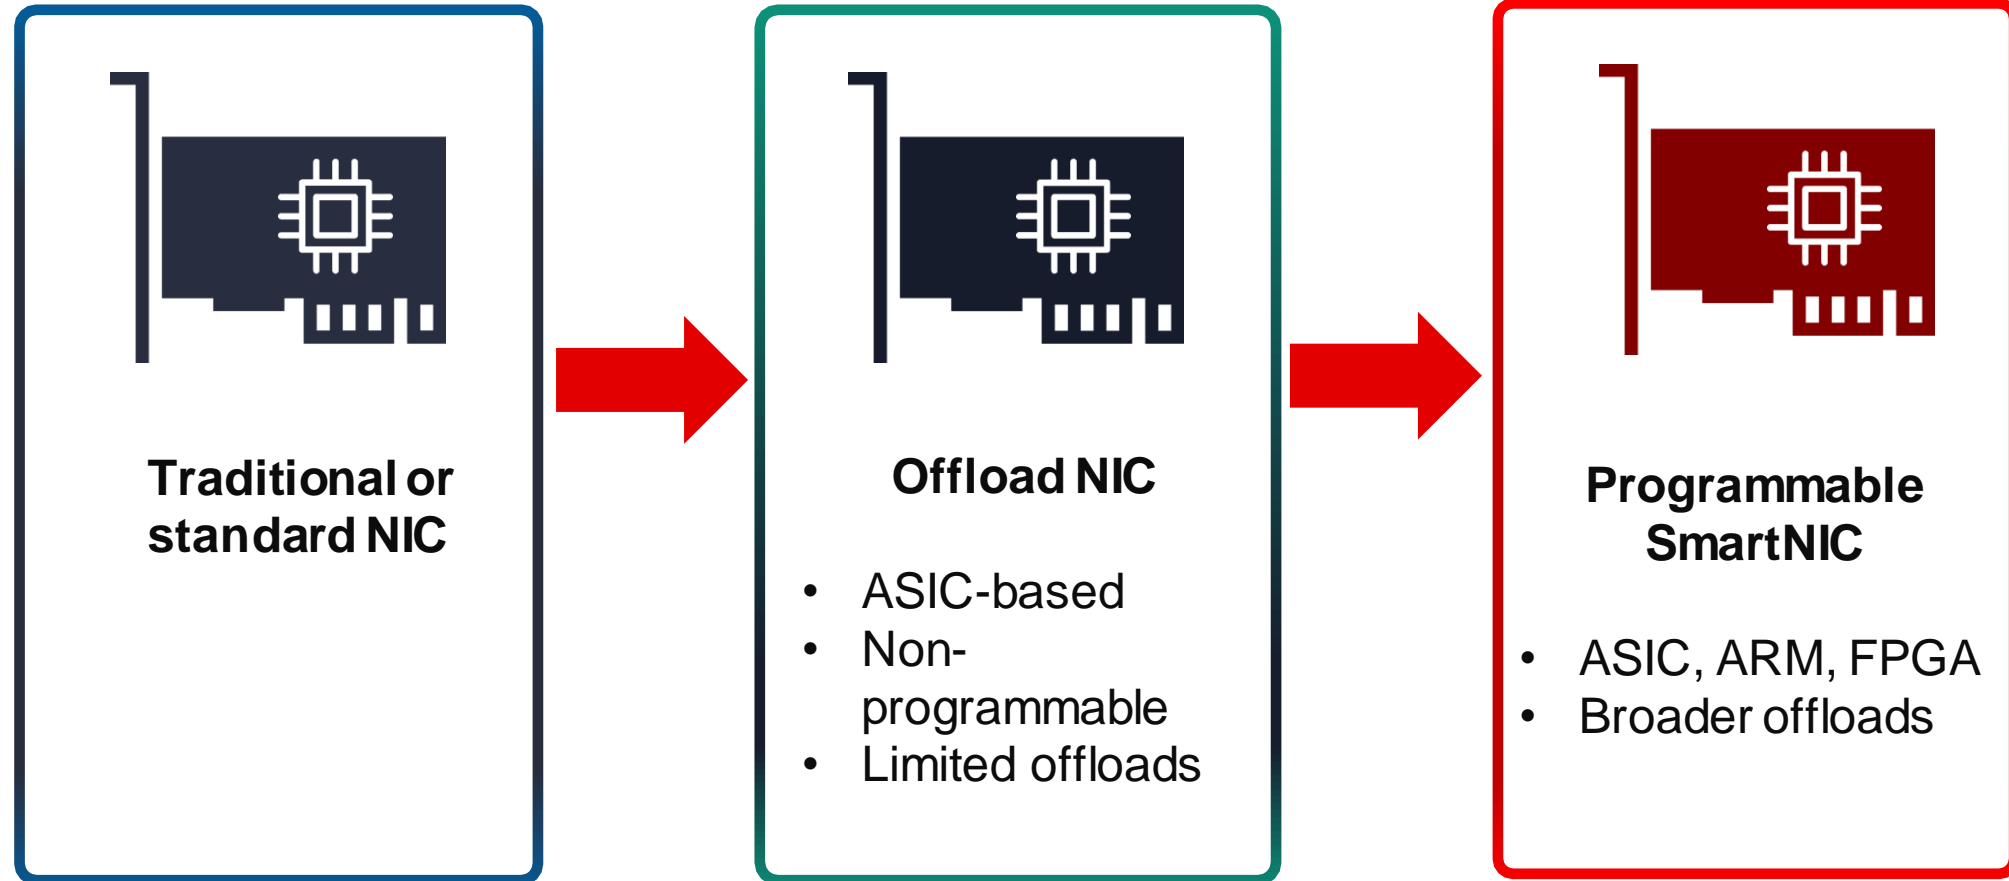 Traditional or
standard NIC
Offload NIC
• ASIC-based
• Non-
programmable
• Limited offloads
Programmable
SmartNIC
• ASIC, ARM, FPGA
• Broader offloads